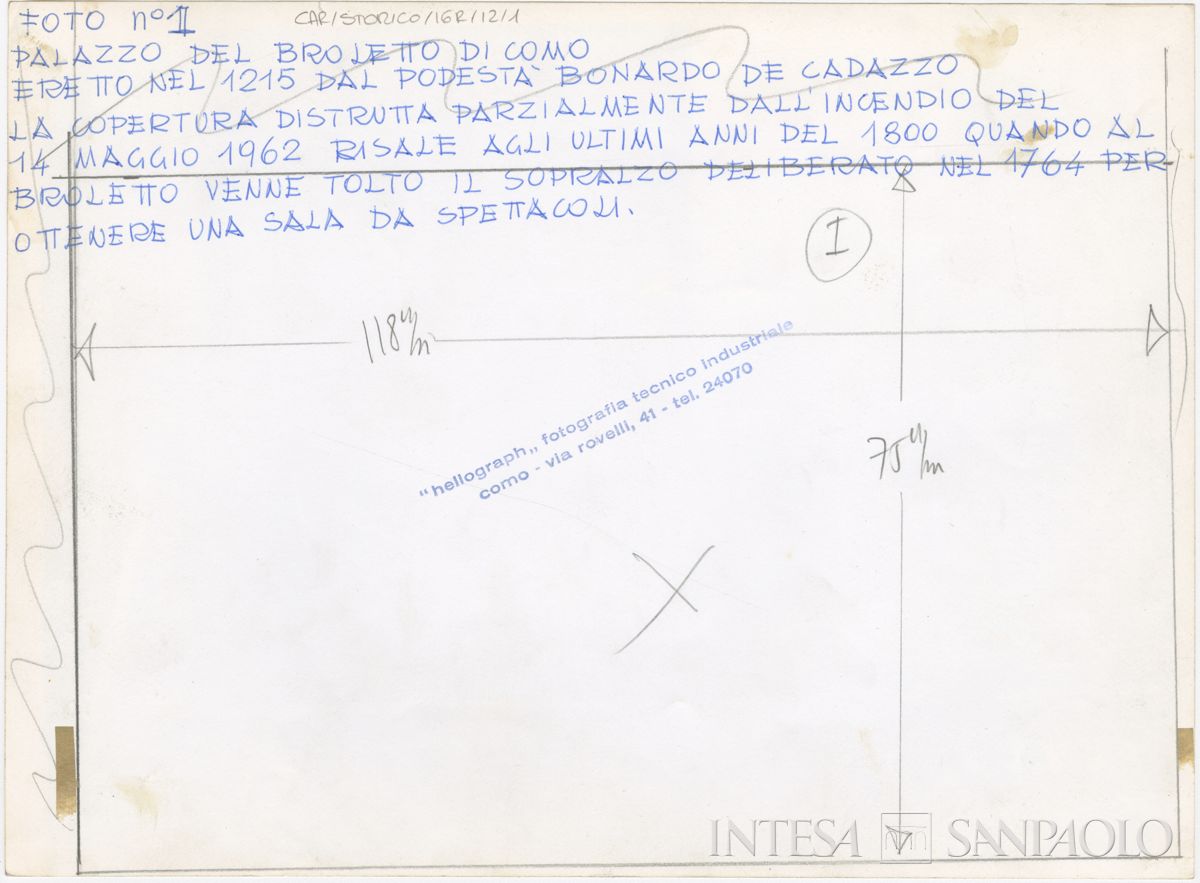 FOTO n° 1
CAR/STORICO/16R/12/1
PALAZZO DEL BROLETTO DI COMO
ERETTO NEL 1215 DAL PODESTÀ BONARDO DE CADAZZO
LA COPERTURA DISTRUTTA PARZIALMENTE DALL'INCENDIO DEL
14 MAGGIO 1962 RISALE AGLI ULTIMI ANNI DEL 1800 QUANDO AL
BROLETTO VENNE TOLTO IL SOPRALZO DELIBERATO NEL 1764 PER
OTTENERE UNA SALA DA SPETTACOLI.
I
118 m/m
"hellograph„ fotografia tecnico industriale
como - via rovelli, 41 - tel. 24070
75 m/m
INTESA SANPAOLO